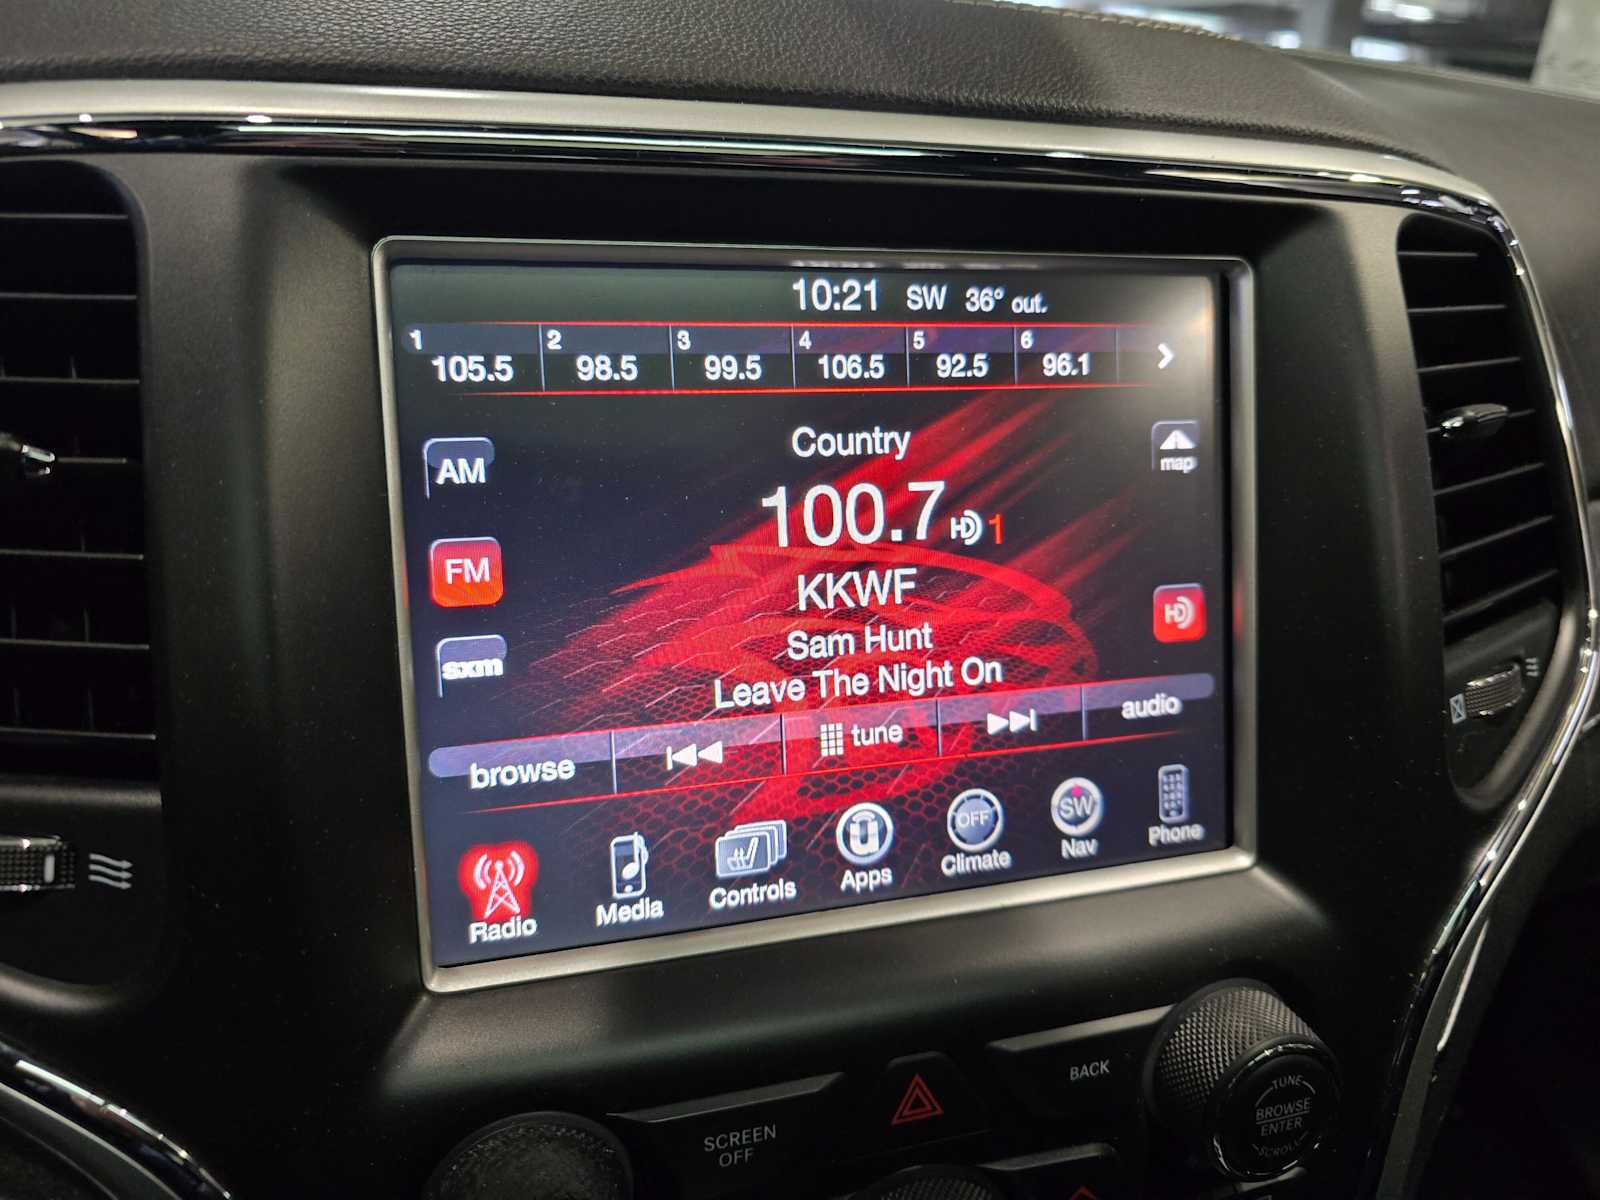 10:21 SW 36° out.
1 2 3 4 5 6
105.5 98.5 99.5 106.5 92.5 96.1
Country
map
AM
100.7 HD 1
FM
KKWF
HD
Sam Hunt
sxm
Leave The Night On
browse tune audio
Radio Media Controls Apps OFF Climate SW Nav Phone
BACK
SCREEN
OFF
TUNE
BROWSE
ENTER
SCROLL